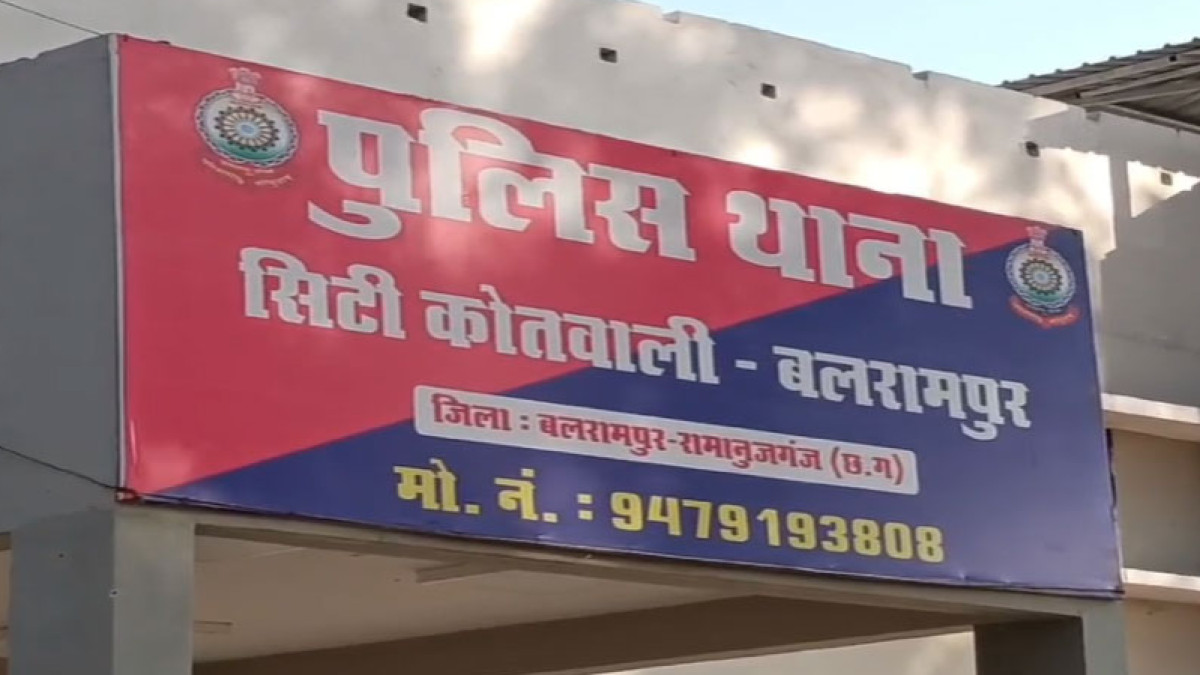 पुलिस थाना
सिटी कोतवाली - बलरामपुर
जिला : बलरामपुर-रामानुजगंज (छ.ग)
मो. नं. : 9479193808